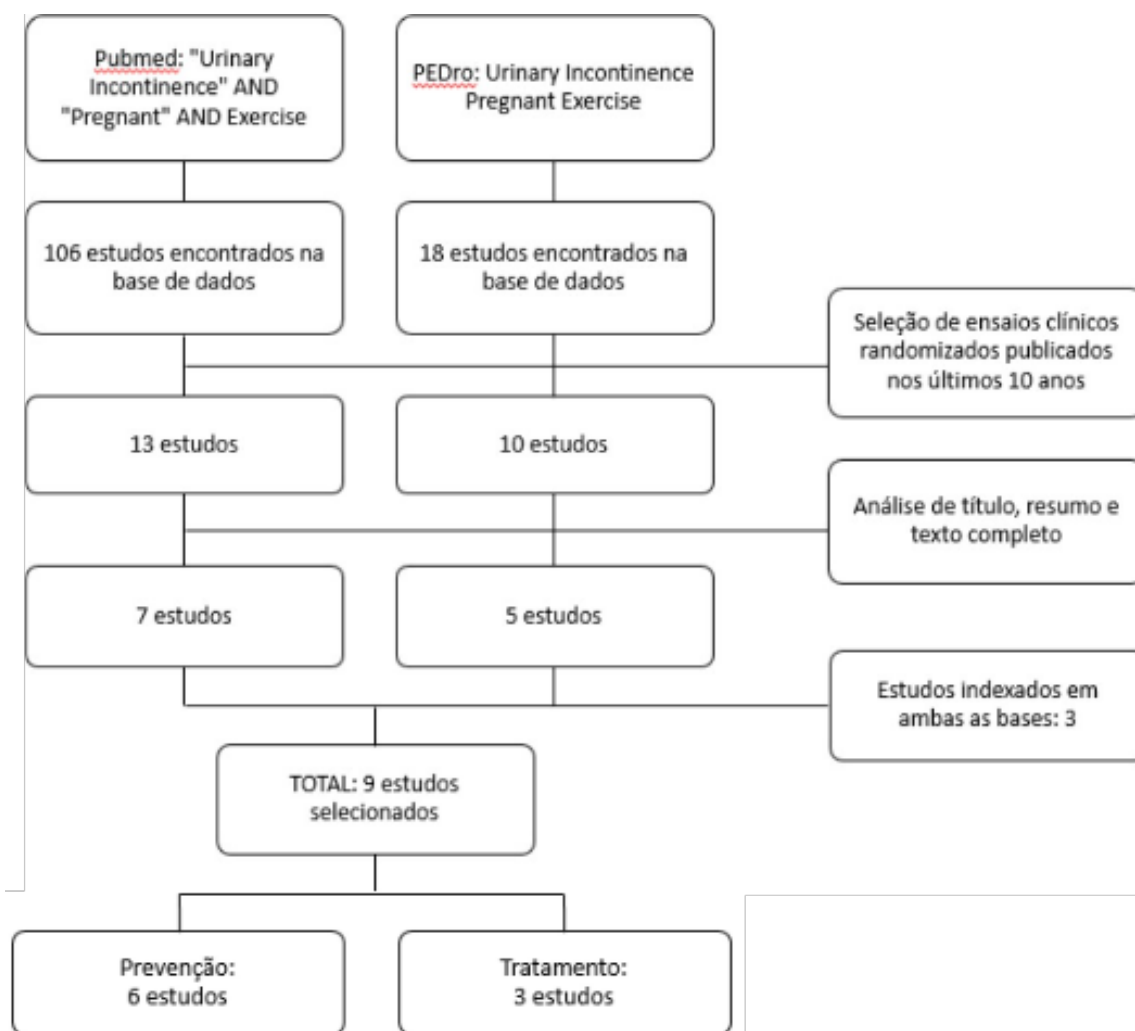 Pubmed: "Urinary
Incontinence" AND
"Pregnant" AND Exercise
PEDro: Urinary Incontinence
Pregnant Exercise
106 estudos encontrados na
base de dados
18 estudos encontrados na
base de dados
Seleção de ensaios clínicos
randomizados publicados
nos últimos 10 anos
13 estudos
10 estudos
Análise de título, resumo e
texto completo
7 estudos
5 estudos
Estudos indexados em
ambas as bases: 3
TOTAL: 9 estudos
selecionados
Prevenção:
6 estudos
Tratamento:
3 estudos